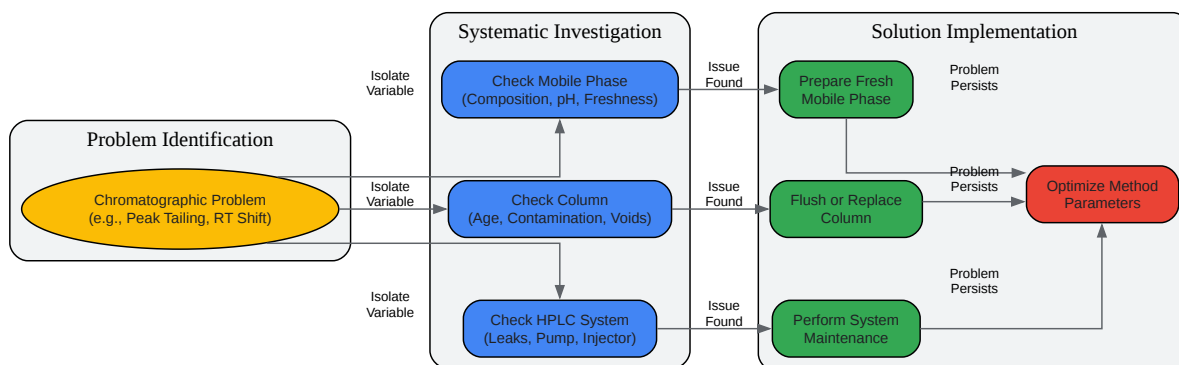 Problem Identification
Chromatographic Problem
(e.g., Peak Tailing, RT Shift)
Isolate
Variable
Isolate
Variable
Isolate
Variable
Systematic Investigation
Check Mobile Phase
(Composition, pH, Freshness)
Check Column
(Age, Contamination, Voids)
Check HPLC System
(Leaks, Pump, Injector)
Issue
Found
Issue
Found
Issue
Found
Solution Implementation
Prepare Fresh
Mobile Phase
Flush or Replace
Column
Perform System
Maintenance
Problem
Persists
Problem
Persists
Problem
Persists
Optimize Method
Parameters